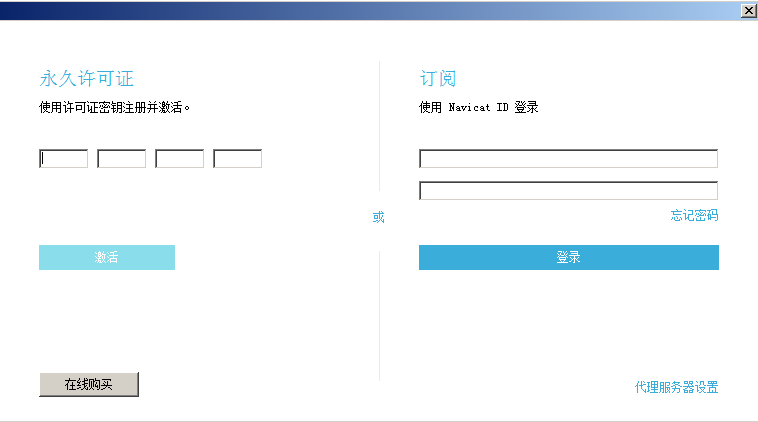 永久许可证
使用许可证密钥注册并激活。
激活
在线购买
或
订阅
使用 Navicat ID 登录
忘记密码
登录
代理服务器设置